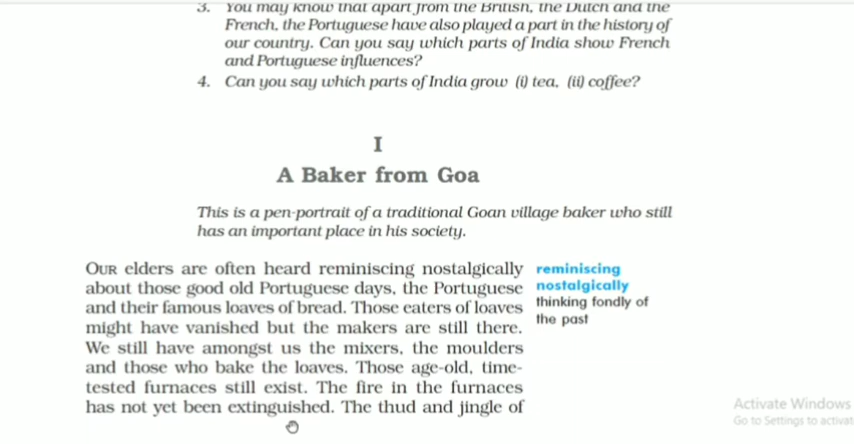 3. You may know that apart from the British, the Dutch and the
French, the Portuguese have also played a part in the history of
our country. Can you say which parts of India show French
and Portuguese influences?
4. Can you say which parts of India grow (i) tea, (ii) coffee?
I
A Baker from Goa
This is a pen-portrait of a traditional Goan village baker who still
has an important place in his society.
OUR elders are often heard reminiscing nostalgically
about those good old Portuguese days, the Portuguese
and their famous loaves of bread. Those eaters of loaves
might have vanished but the makers are still there.
We still have amongst us the mixers, the moulders
and those who bake the loaves. Those age-old, time-
tested furnaces still exist. The fire in the furnaces
has not yet been extinguished. The thud and jingle of
reminiscing
nostalgically
thinking fondly of
the past
Activate Windows
Go to Settings to activat